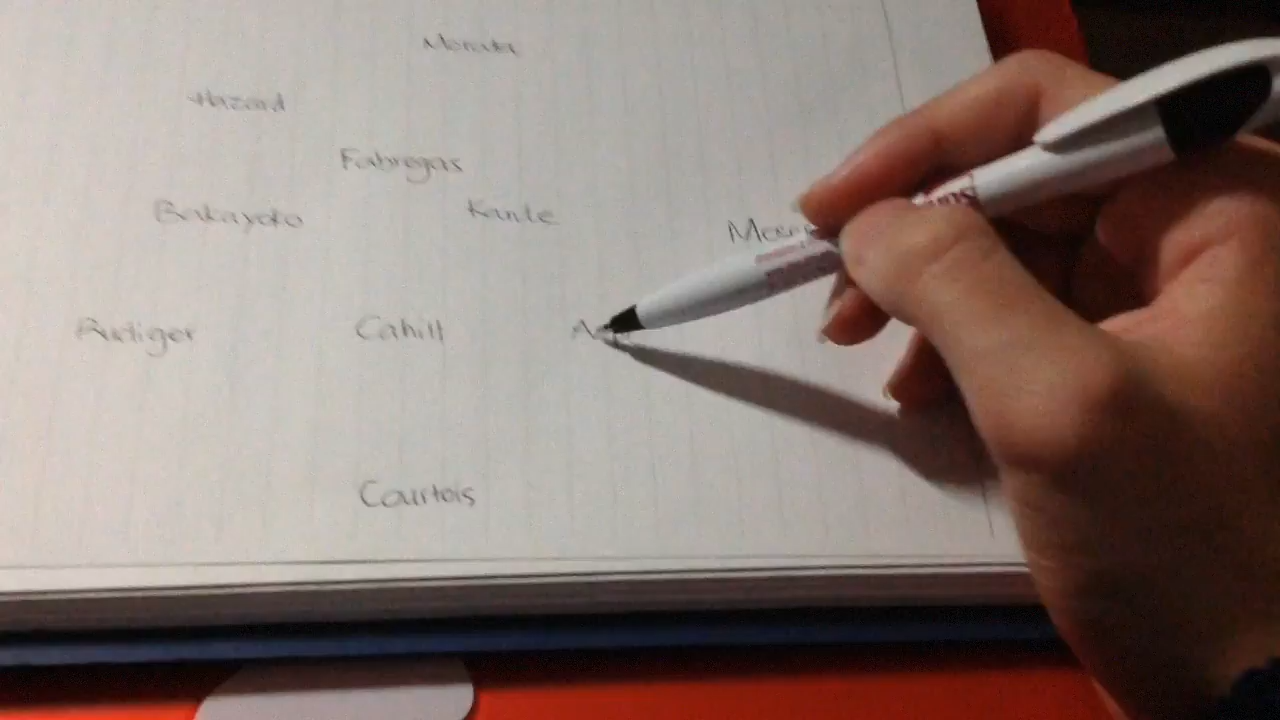 Morata
Hazard
Fabregas
Bakayoko Kante
Rudiger Cahill
Courtois